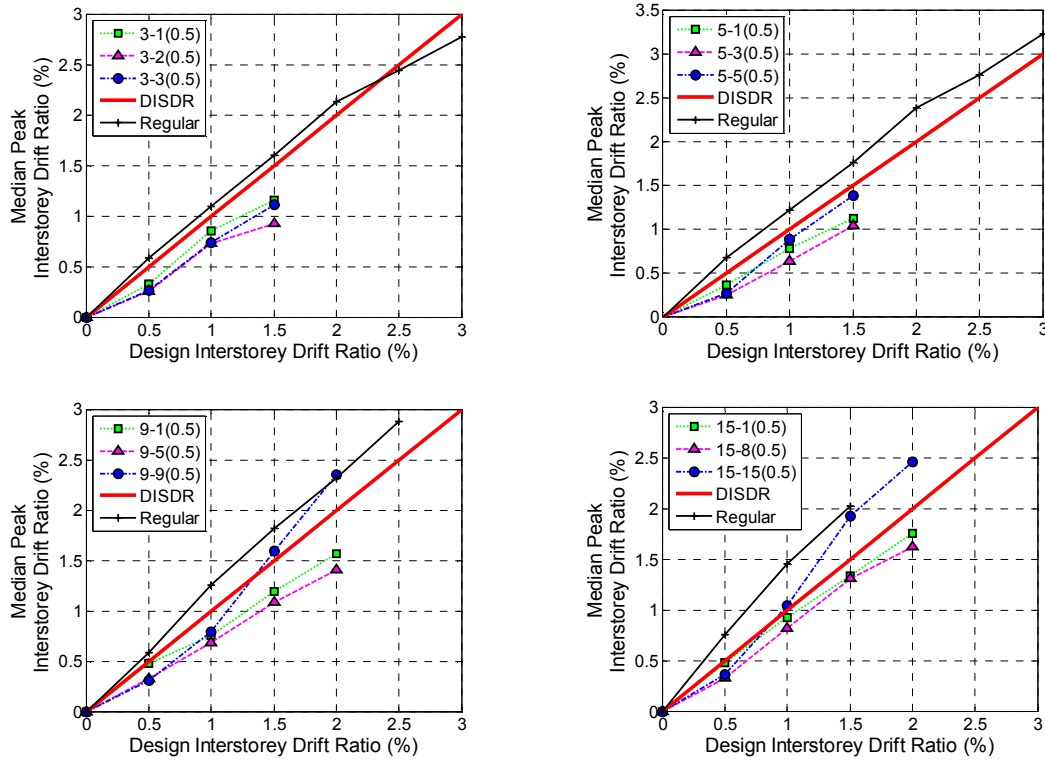 3
2.5
2
1.5
1
0.5
0
Median Peak
Interstorey Drift Ratio (%)
3-1(0.5)
3-2(0.5)
3-3(0.5)
DISDR
Regular
0 0.5 1 1.5 2 2.5 3
Design Interstorey Drift Ratio (%)
3.5
3
2.5
2
1.5
1
0.5
0
Median Peak
Interstorey Drift Ratio (%)
5-1(0.5)
5-3(0.5)
5-5(0.5)
DISDR
Regular
0 0.5 1 1.5 2 2.5 3
Design Interstorey Drift Ratio (%)
3
2.5
2
1.5
1
0.5
0
Median Peak
Interstorey Drift Ratio (%)
9-1(0.5)
9-5(0.5)
9-9(0.5)
DISDR
Regular
0 0.5 1 1.5 2 2.5 3
Design Interstorey Drift Ratio (%)
3
2.5
2
1.5
1
0.5
0
Median Peak
Interstorey Drift Ratio (%)
15-1(0.5)
15-8(0.5)
15-15(0.5)
DISDR
Regular
0 0.5 1 1.5 2 2.5 3
Design Interstorey Drift Ratio (%)